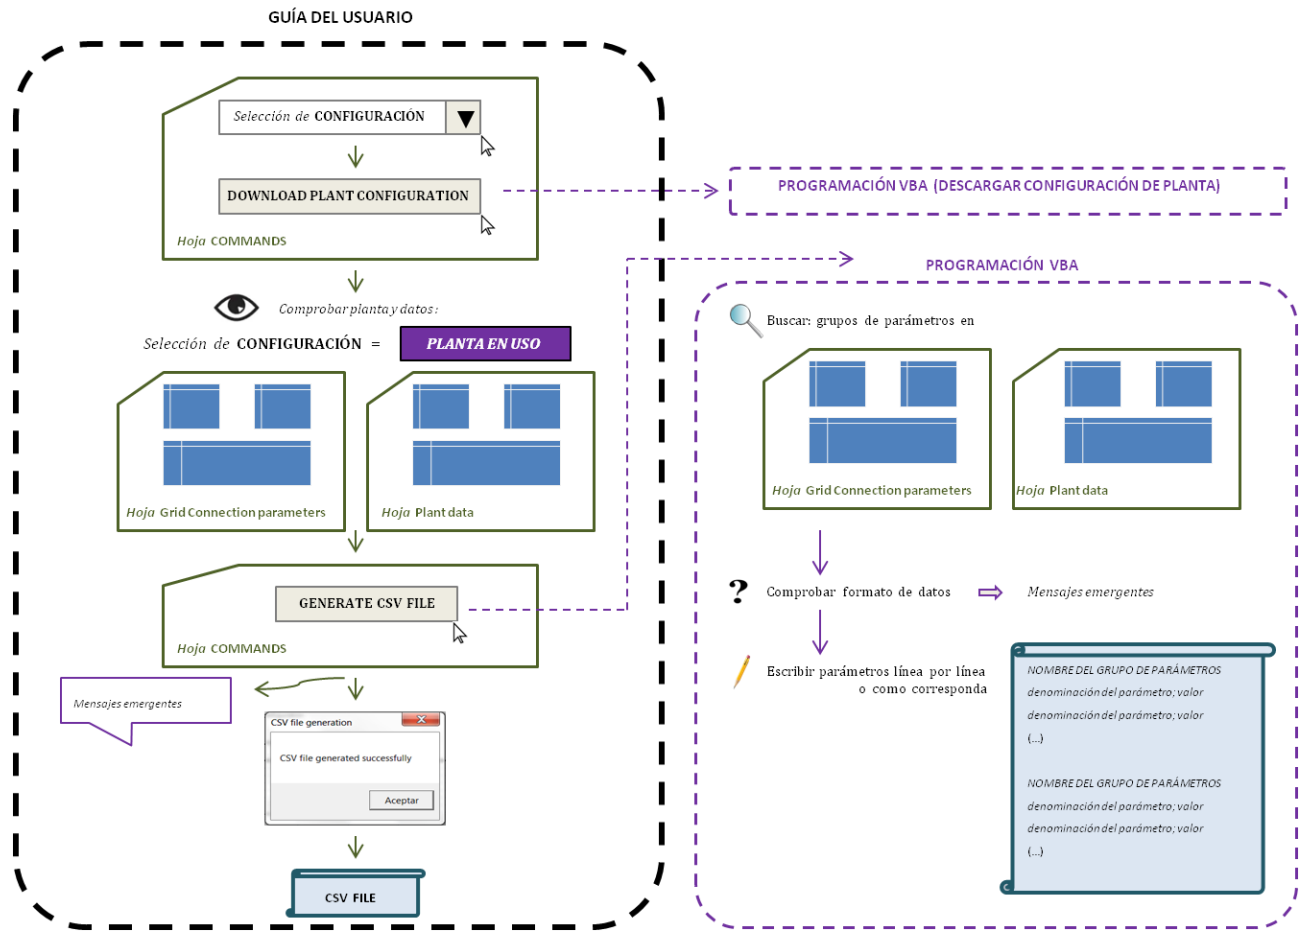 GUÍA DEL USUARIO
Selección de CONFIGURACIÓN
DOWNLOAD PLANT CONFIGURATION
Hoja COMMANDS
Comprobar planta y datos:
Selección de CONFIGURACIÓN =
PLANTA EN USO
Hoja Grid Connection parameters
Hoja Plant data
GENERATE CSV FILE
Hoja COMMANDS
Mensajes emergentes
CSV file generation
CSV file generated successfully
Aceptar
CSV FILE
PROGRAMACIÓN VBA (DESCARGAR CONFIGURACIÓN DE PLANTA)
PROGRAMACIÓN VBA
Buscar: grupos de parámetros en
Hoja Grid Connection parameters
Hoja Plant data
? Comprobar formato de datos
Mensajes emergentes
Escribir parámetros línea por línea
o como corresponda
NOMBRE DEL GRUPO DE PARÁMETROS
denominación del parámetro; valor
denominación del parámetro; valor
(...)
NOMBRE DEL GRUPO DE PARÁMETROS
denominación del parámetro; valor
denominación del parámetro; valor
(...)